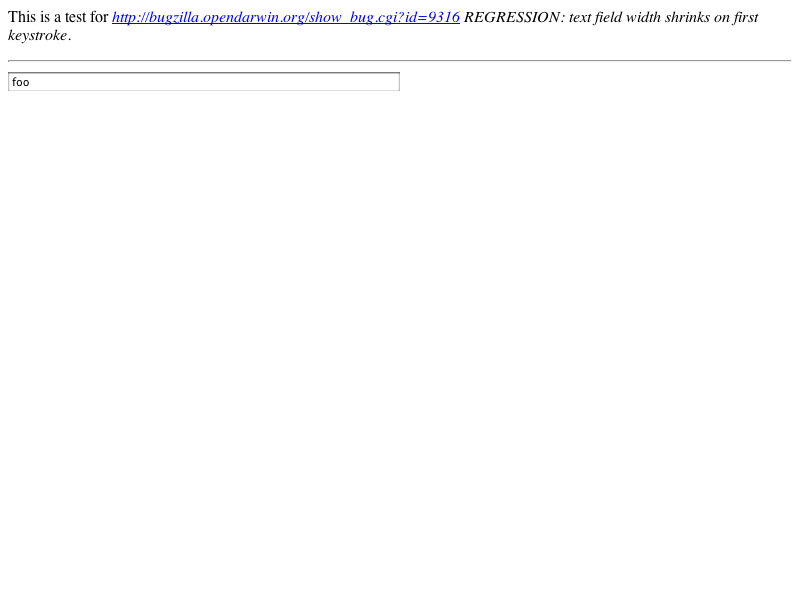 This is a test for http://bugzilla.opendarwin.org/show_bug.cgi?id=9316 REGRESSION: text field width shrinks on first
keystroke.
foo